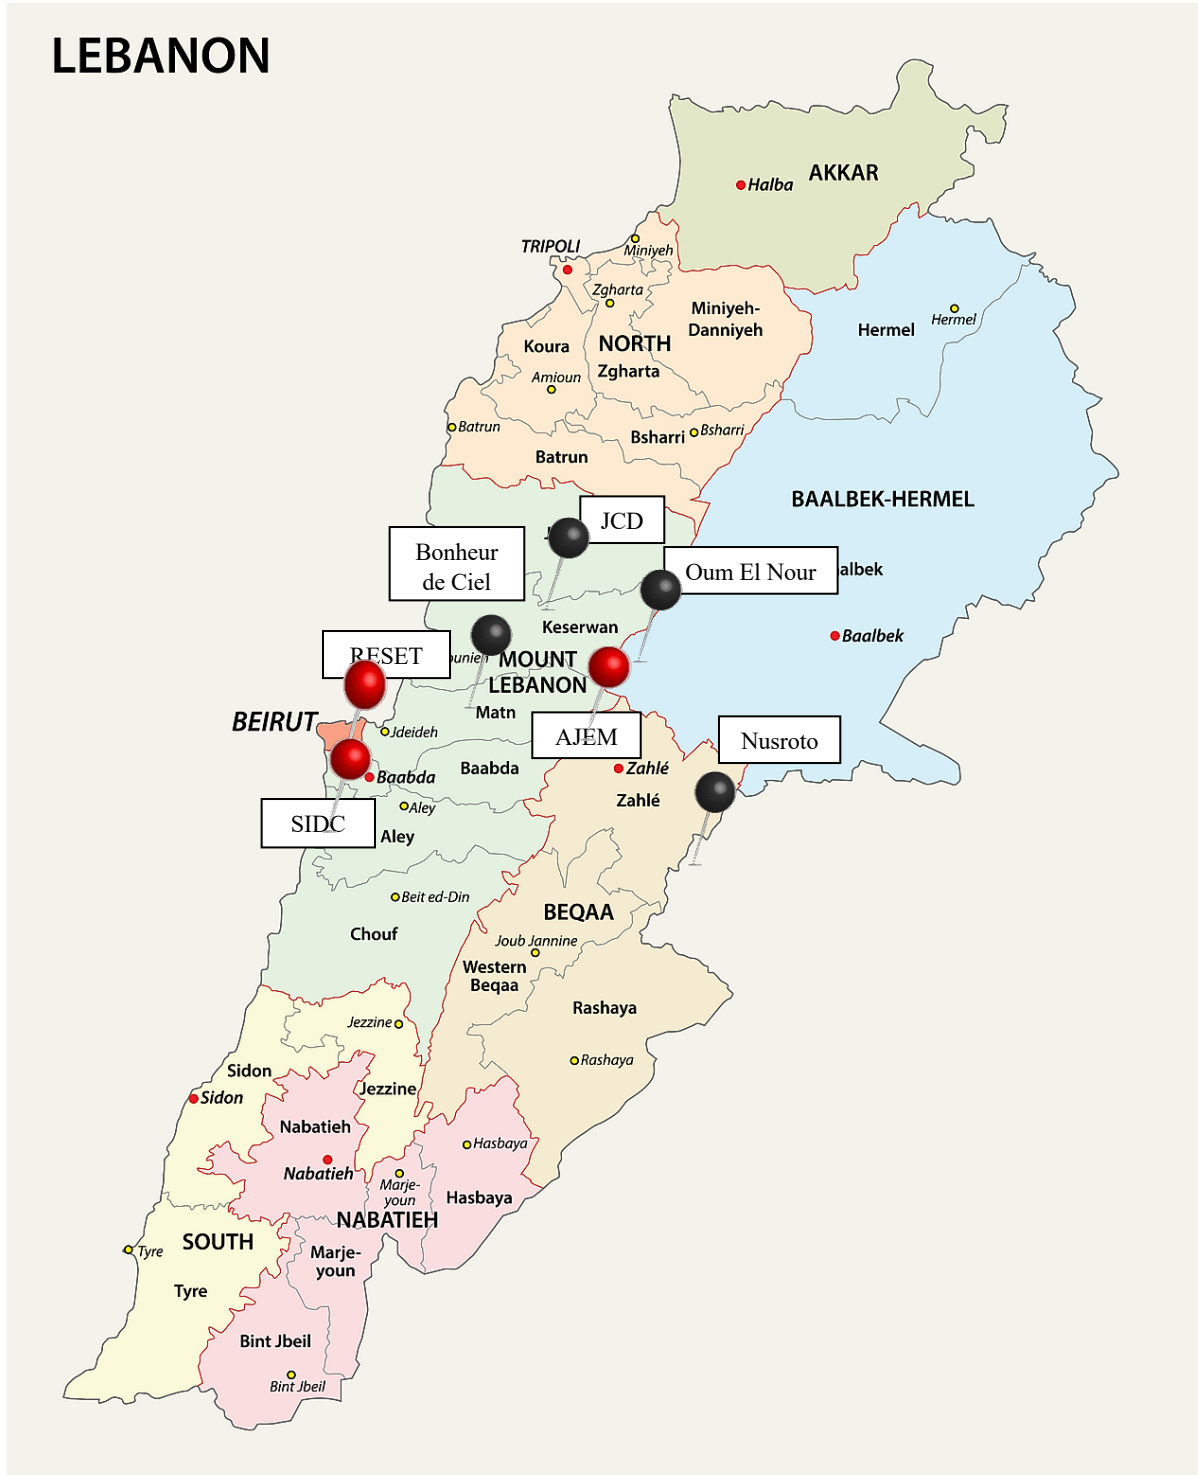 LEBANON
AKKAR
Halba
TRIPOLI
Miniyeh
Zgharta
Miniyeh-
Danniyeh
Hermel
Hermel
Koura
NORTH
Zgharta
Amioun
Batrun
Bsharri
Bsharri
Batrun
BAALBEK-HERMEL
JCD
Bonheur
de Ciel
Oum El Nour
albek
Keserwan
Baalbek
RESET
ounieh
MOUNT
LEBANON
Matn
BEIRUT
Jdeideh
AJEM
Nusroto
Baabda
Zahlé
Baabda
Zahlé
Aley
SIDC
Aley
Beit ed-Din
BEQAA
Chouf
Joub Jannine
Western
Beqaa
Rashaya
Jezzine
Rashaya
Sidon
Jezzine
Sidon
Nabatieh
Hasbaya
Nabatieh
Marje-
youn
Hasbaya
NABATIEH
SOUTH
Tyre
Marje-
youn
Tyre
Bint Jbeil
Bint Jbeil